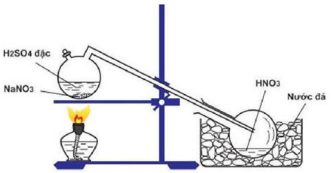 H2SO4 đặc
NaNO3
HNO3
Nước đá